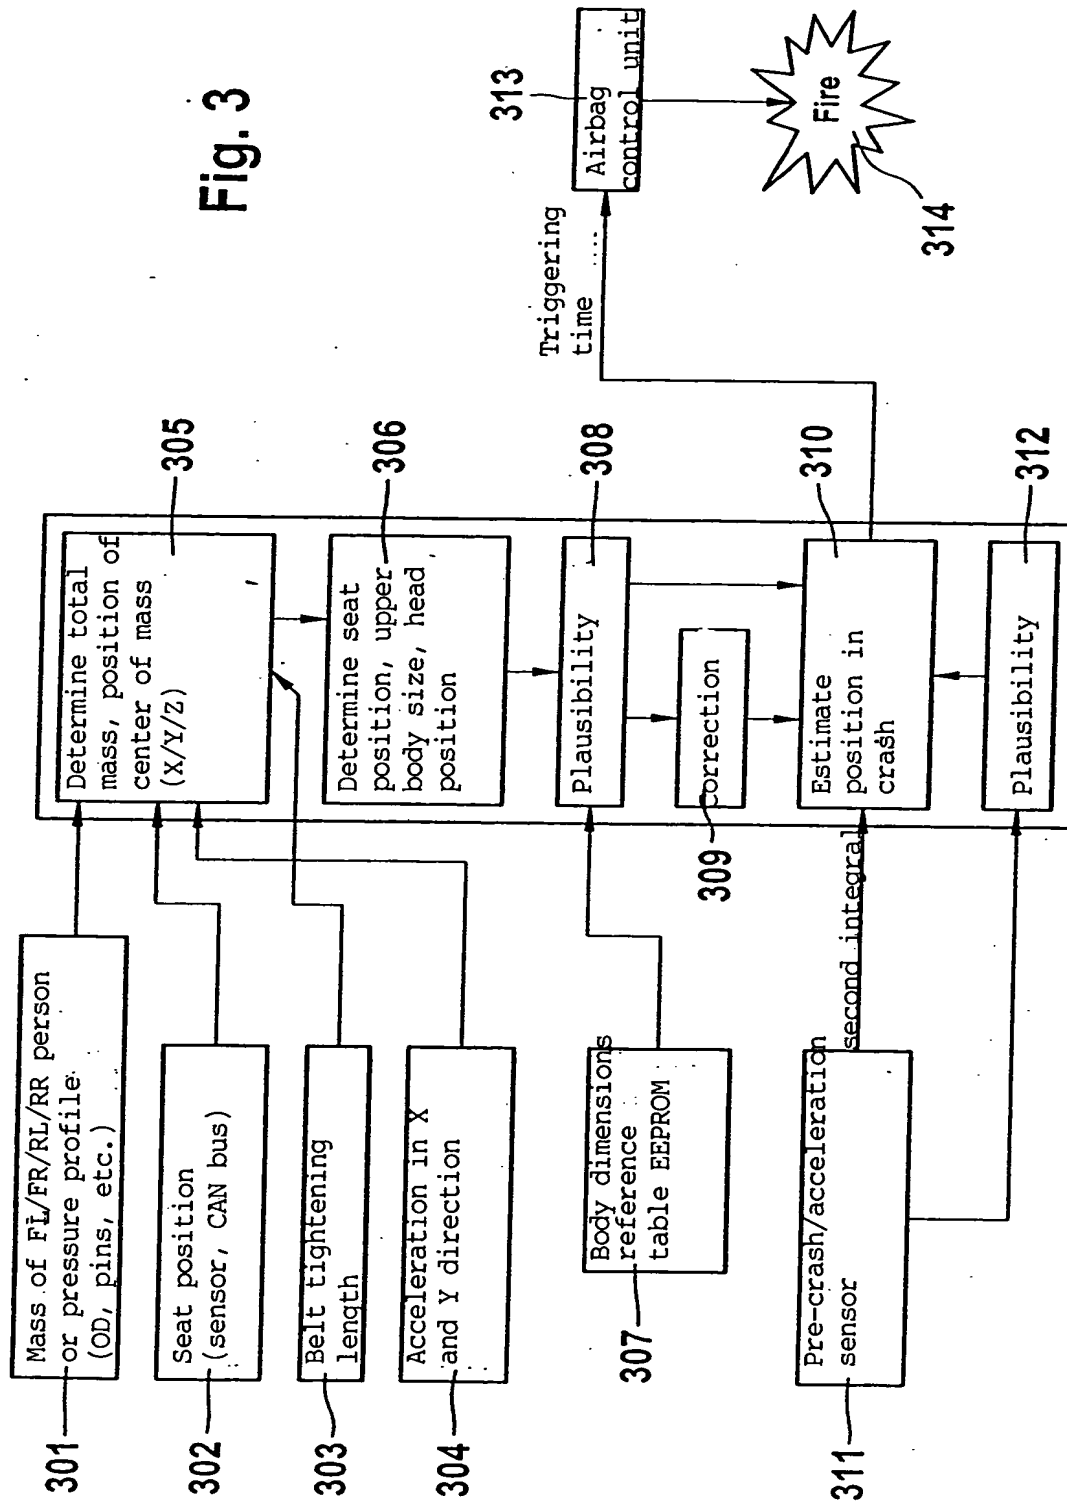 Fig. 3
301
Mass of FL/FR/RL/RR person
or pressure profile
(OD, pins, etc.)
302
Seat position
(sensor, CAN bus)
303
Belt tightening
length
304
Acceleration in X
and Y direction
305
Determine total
mass, position of
center of mass
(X/Y/Z)
306
Determine seat
position, upper
body size, head
position
307
Body dimensions
reference
table EEPROM
308
Plausibility
309
correction
310
Estimate
position in
crash
311
Pre-crash/acceleration
sensor
second integral
312
Plausibility
Triggering
time ....
313
Airbag
control unit
Fire
314